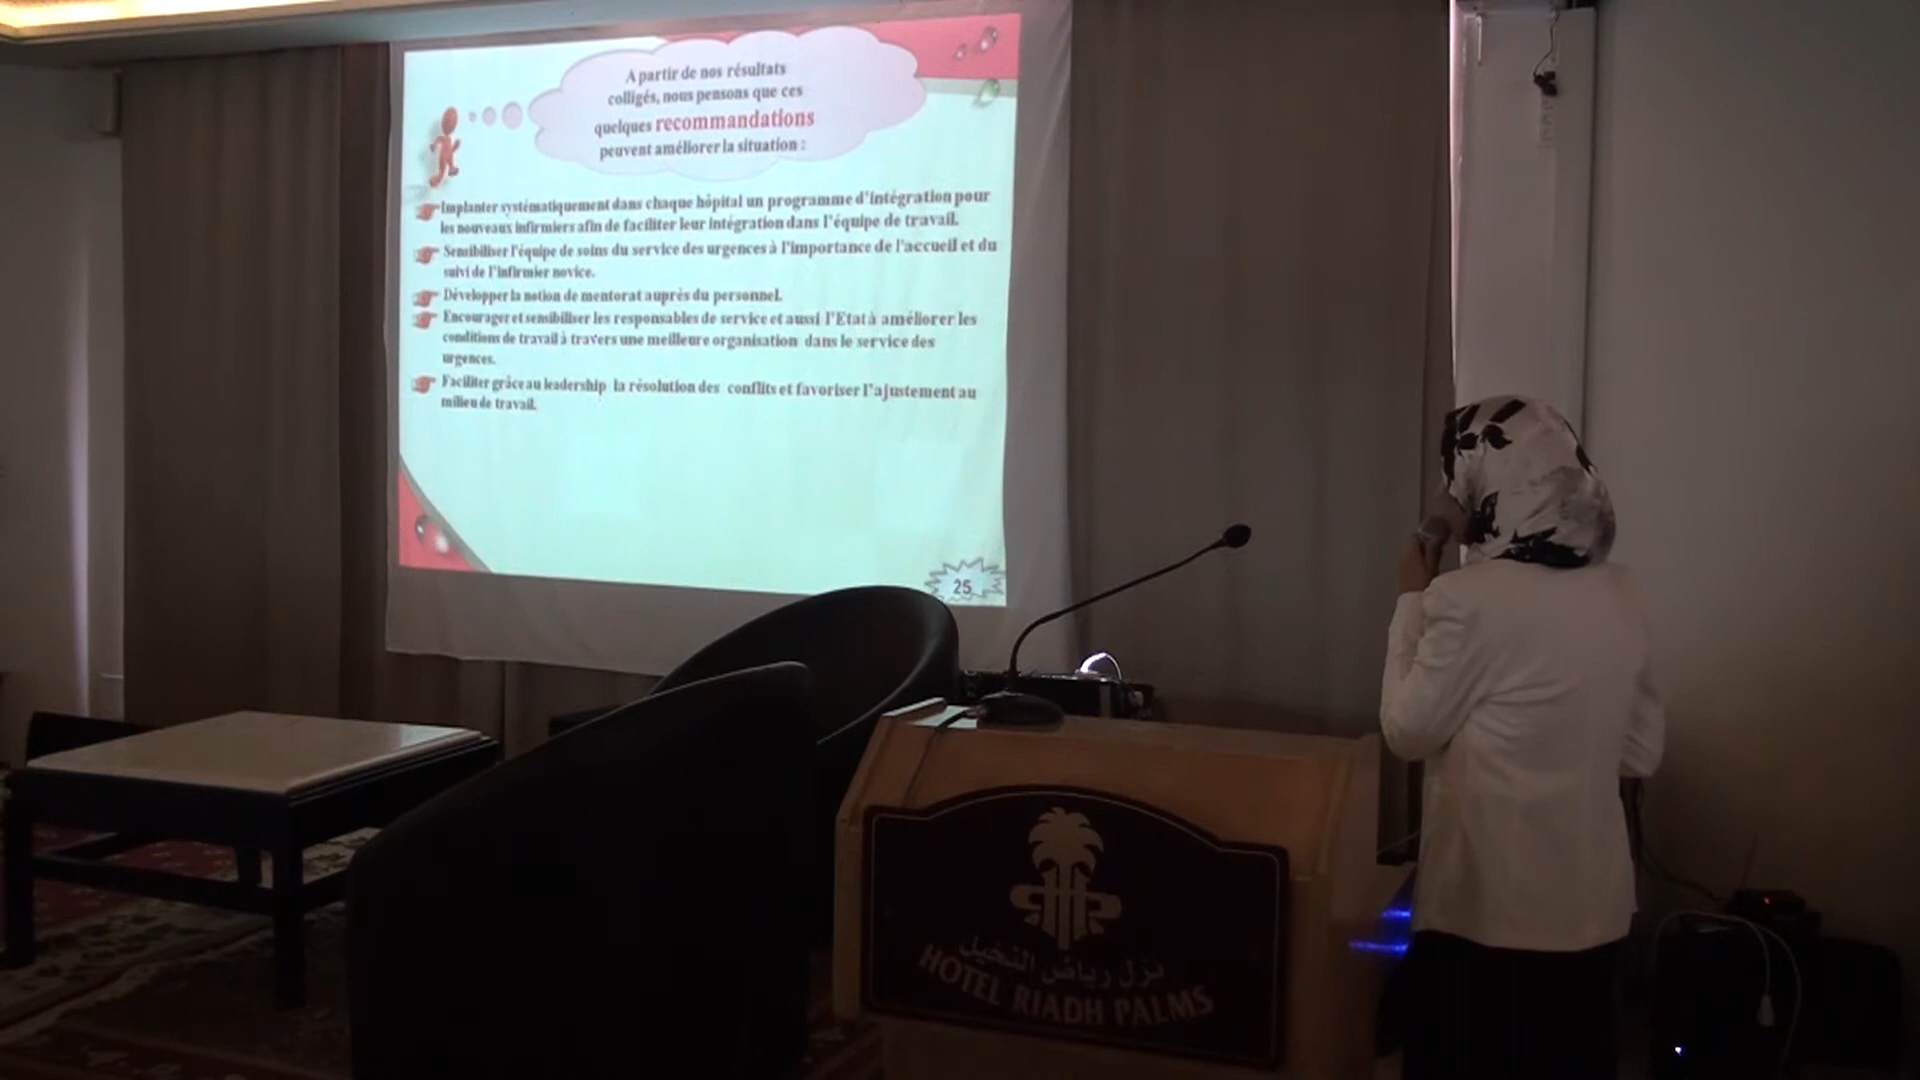 A partir de nos résultats
colligés, nous pensons que ces
quelques recommandations
peuvent améliorer la situation :
Implanter systématiquement dans chaque hôpital un programme d'intégration pour
les nouveaux infirmiers afin de faciliter leur intégration dans l'équipe de travail.
Sensibiliser l'équipe de soins du service des urgences à l'importance de l'accueil et du
suivi de l'infirmier novice.
Développer la notion de mentorat auprès du personnel.
Encourager et sensibiliser les responsables de service et aussi l'Etat à améliorer les
conditions de travail à travers une meilleure organisation dans le service des
urgences.
Faciliter grâce au leadership la résolution des conflits et favoriser l'ajustement au
milieu de travail.
25
نزل رياض النخيل
HOTEL RIADH PALMS